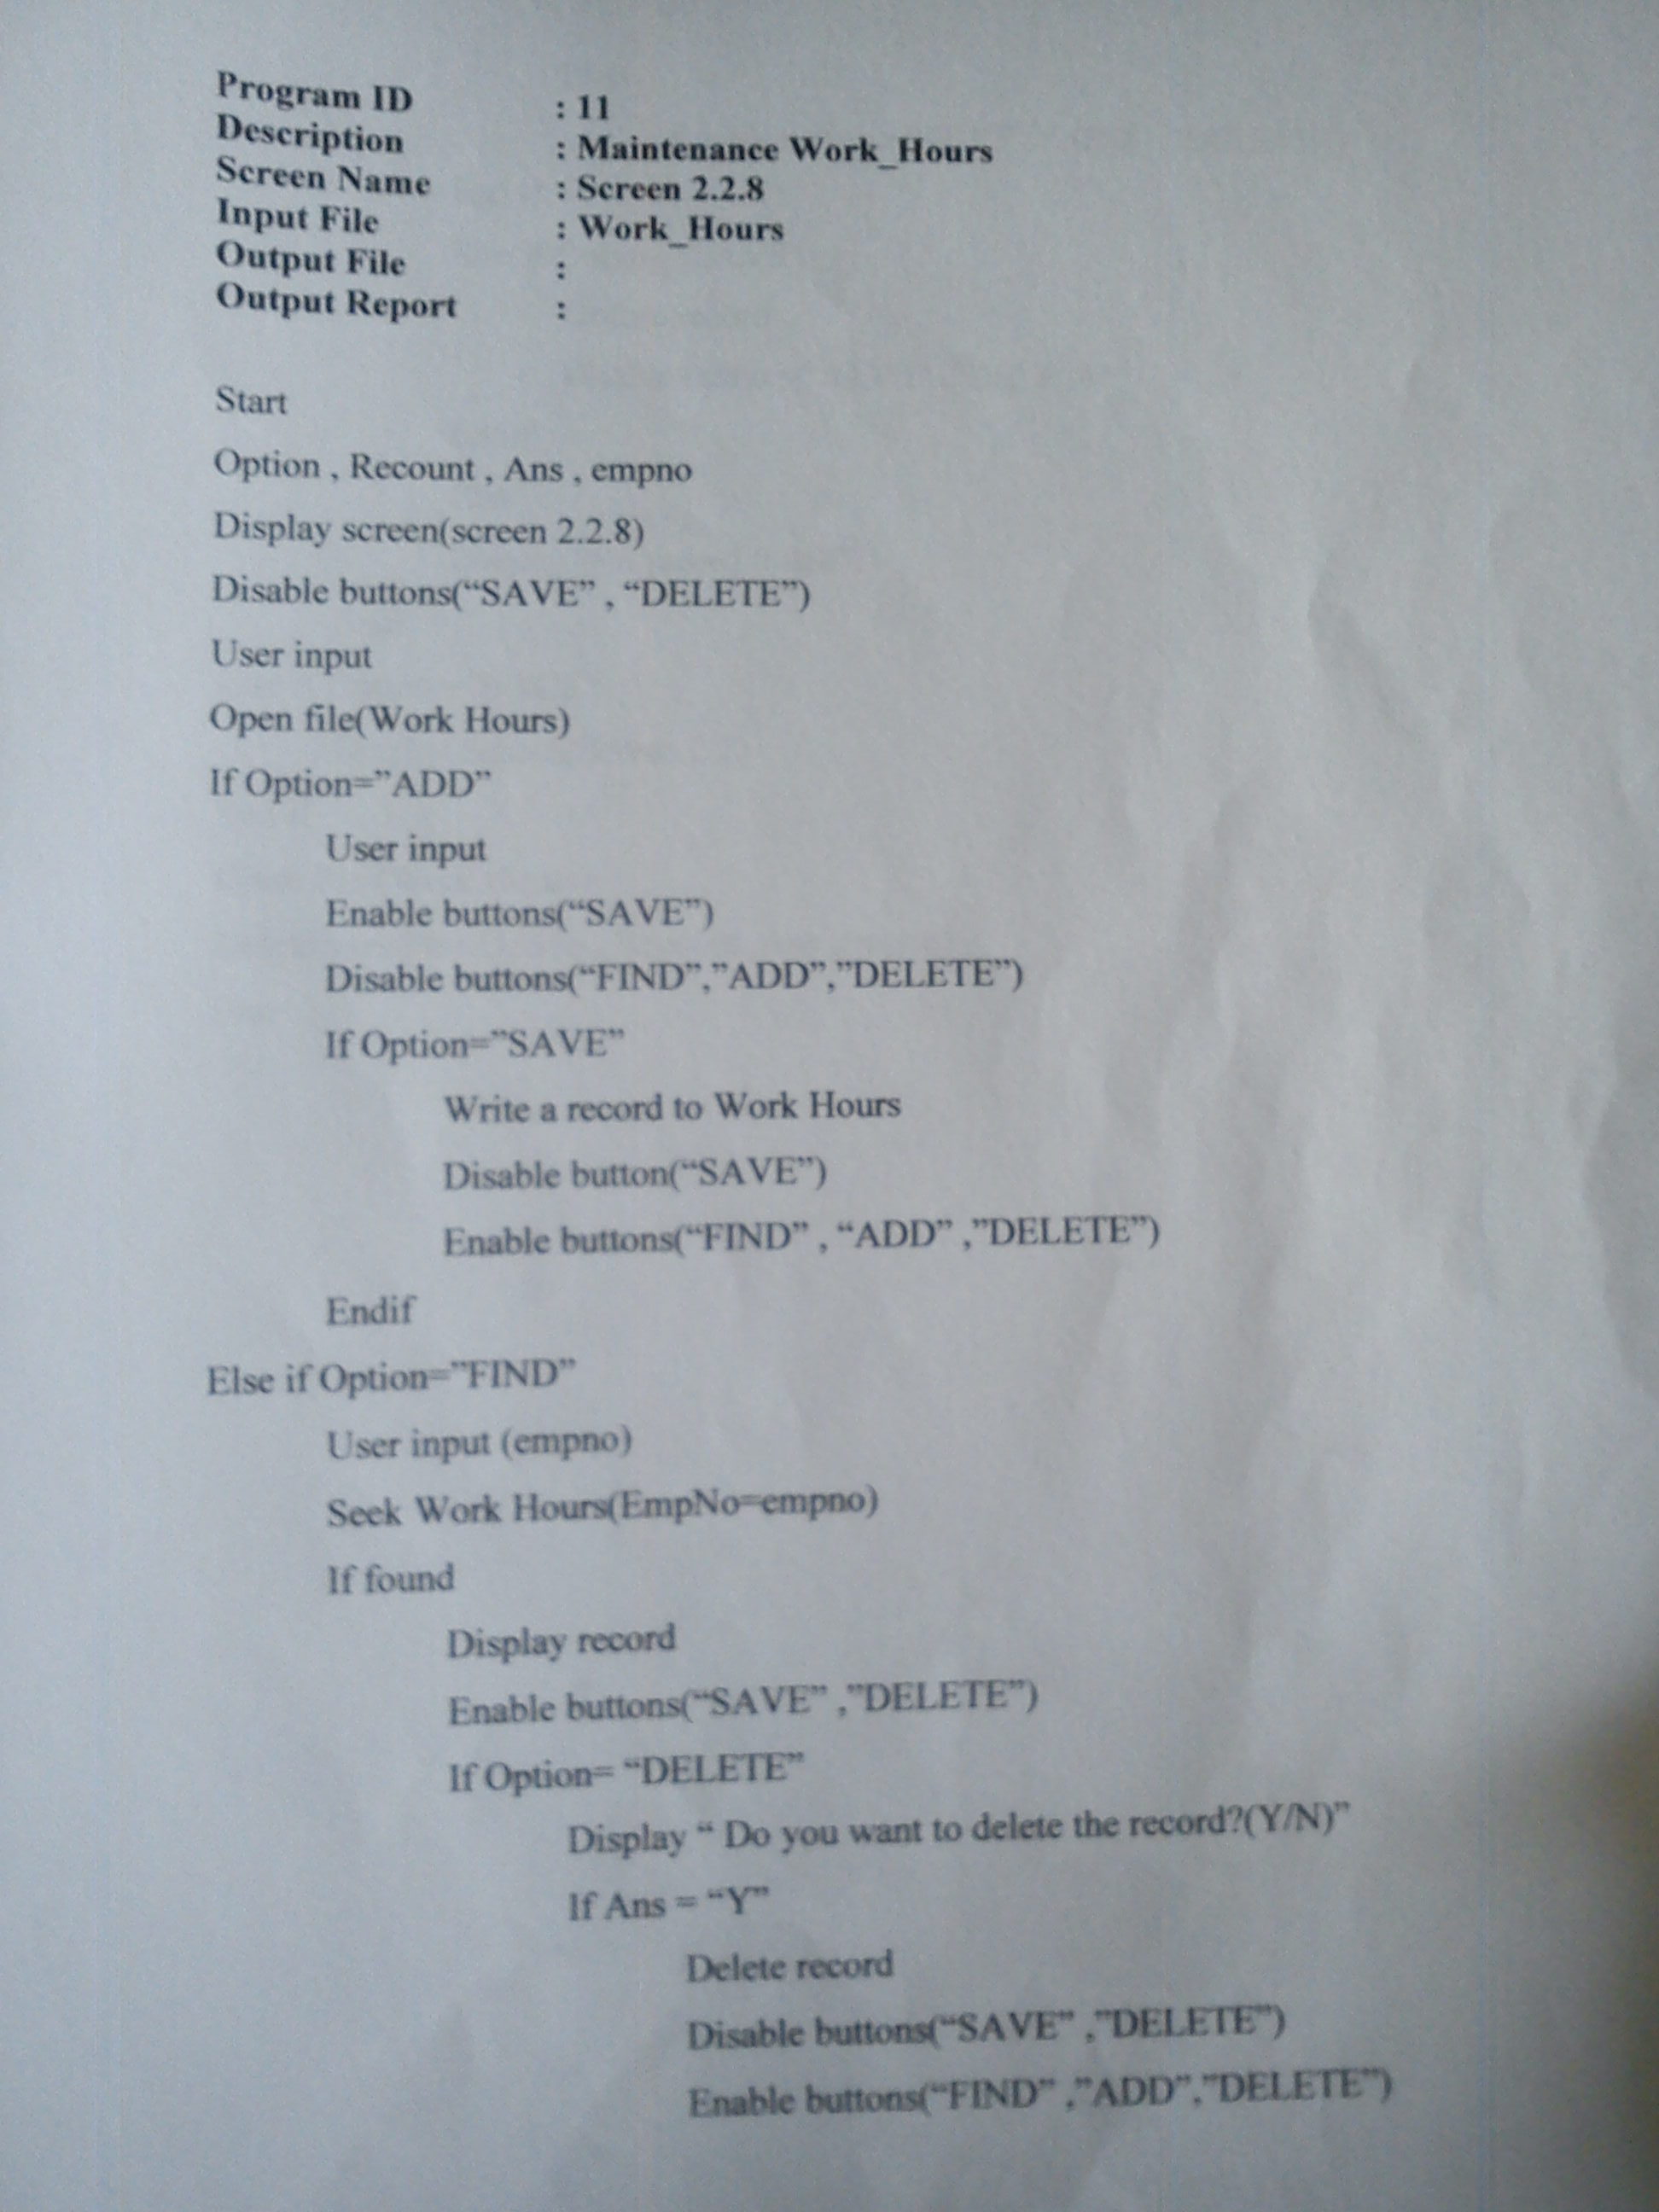 Program ID : 11
Description : Maintenance Work_Hours
Screen Name : Screen 2.2.8
Input File : Work_Hours
Output File :
Output Report :
Start
Option , Recount , Ans , empno
Display screen(screen 2.2.8)
Disable buttons(“SAVE” , “DELETE”)
User input
Open file(Work Hours)
If Option=”ADD”
User input
Enable buttons(“SAVE”)
Disable buttons(“FIND”,”ADD”,”DELETE”)
If Option=”SAVE”
Write a record to Work Hours
Disable button(“SAVE”)
Enable buttons(“FIND” , “ADD” ,”DELETE”)
Endif
Else if Option=”FIND”
User input (empno)
Seek Work Hours(EmpNo=empno)
If found
Display record
Enable buttons(“SAVE” ,”DELETE”)
If Option= “DELETE”
Display “ Do you want to delete the record?(Y/N)”
If Ans = “Y”
Delete record
Disable buttons(“SAVE” ,”DELETE”)
Enable buttons(“FIND” ,”ADD”,”DELETE”)